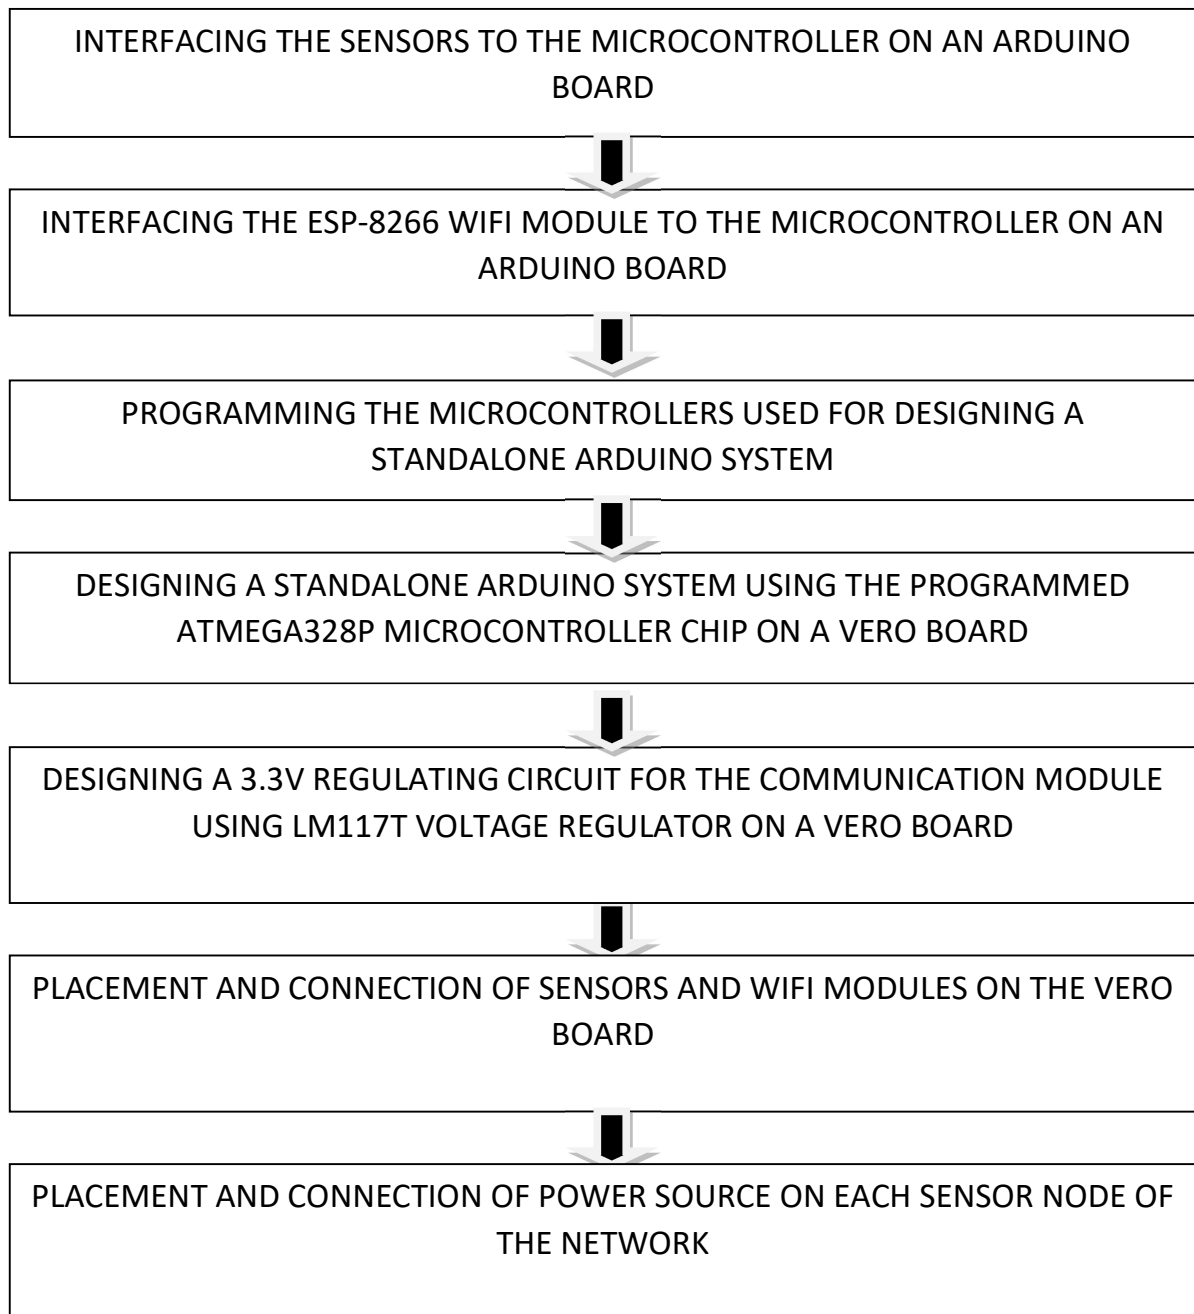 INTERFACING THE SENSORS TO THE MICROCONTROLLER ON AN ARDUINO
BOARD
INTERFACING THE ESP-8266 WIFI MODULE TO THE MICROCONTROLLER ON AN
ARDUINO BOARD
PROGRAMMING THE MICROCONTROLLERS USED FOR DESIGNING A
STANDALONE ARDUINO SYSTEM
DESIGNING A STANDALONE ARDUINO SYSTEM USING THE PROGRAMMED
ATMEGA328P MICROCONTROLLER CHIP ON A VERO BOARD
DESIGNING A 3.3V REGULATING CIRCUIT FOR THE COMMUNICATION MODULE
USING LM117T VOLTAGE REGULATOR ON A VERO BOARD
PLACEMENT AND CONNECTION OF SENSORS AND WIFI MODULES ON THE VERO
BOARD
PLACEMENT AND CONNECTION OF POWER SOURCE ON EACH SENSOR NODE OF
THE NETWORK